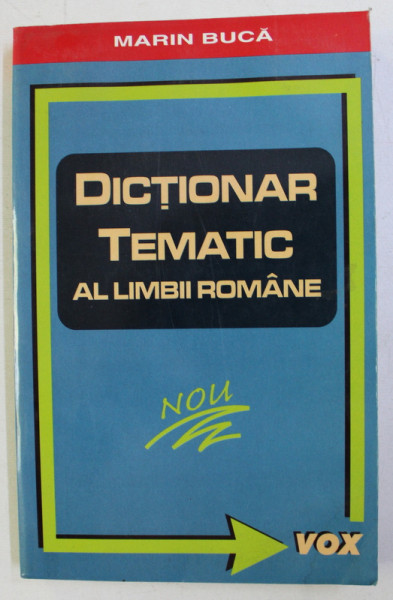 MARIN BUCĂ
DICȚIONAR
TEMATIC
AL LIMBII ROMÂNE
NOU
VOX